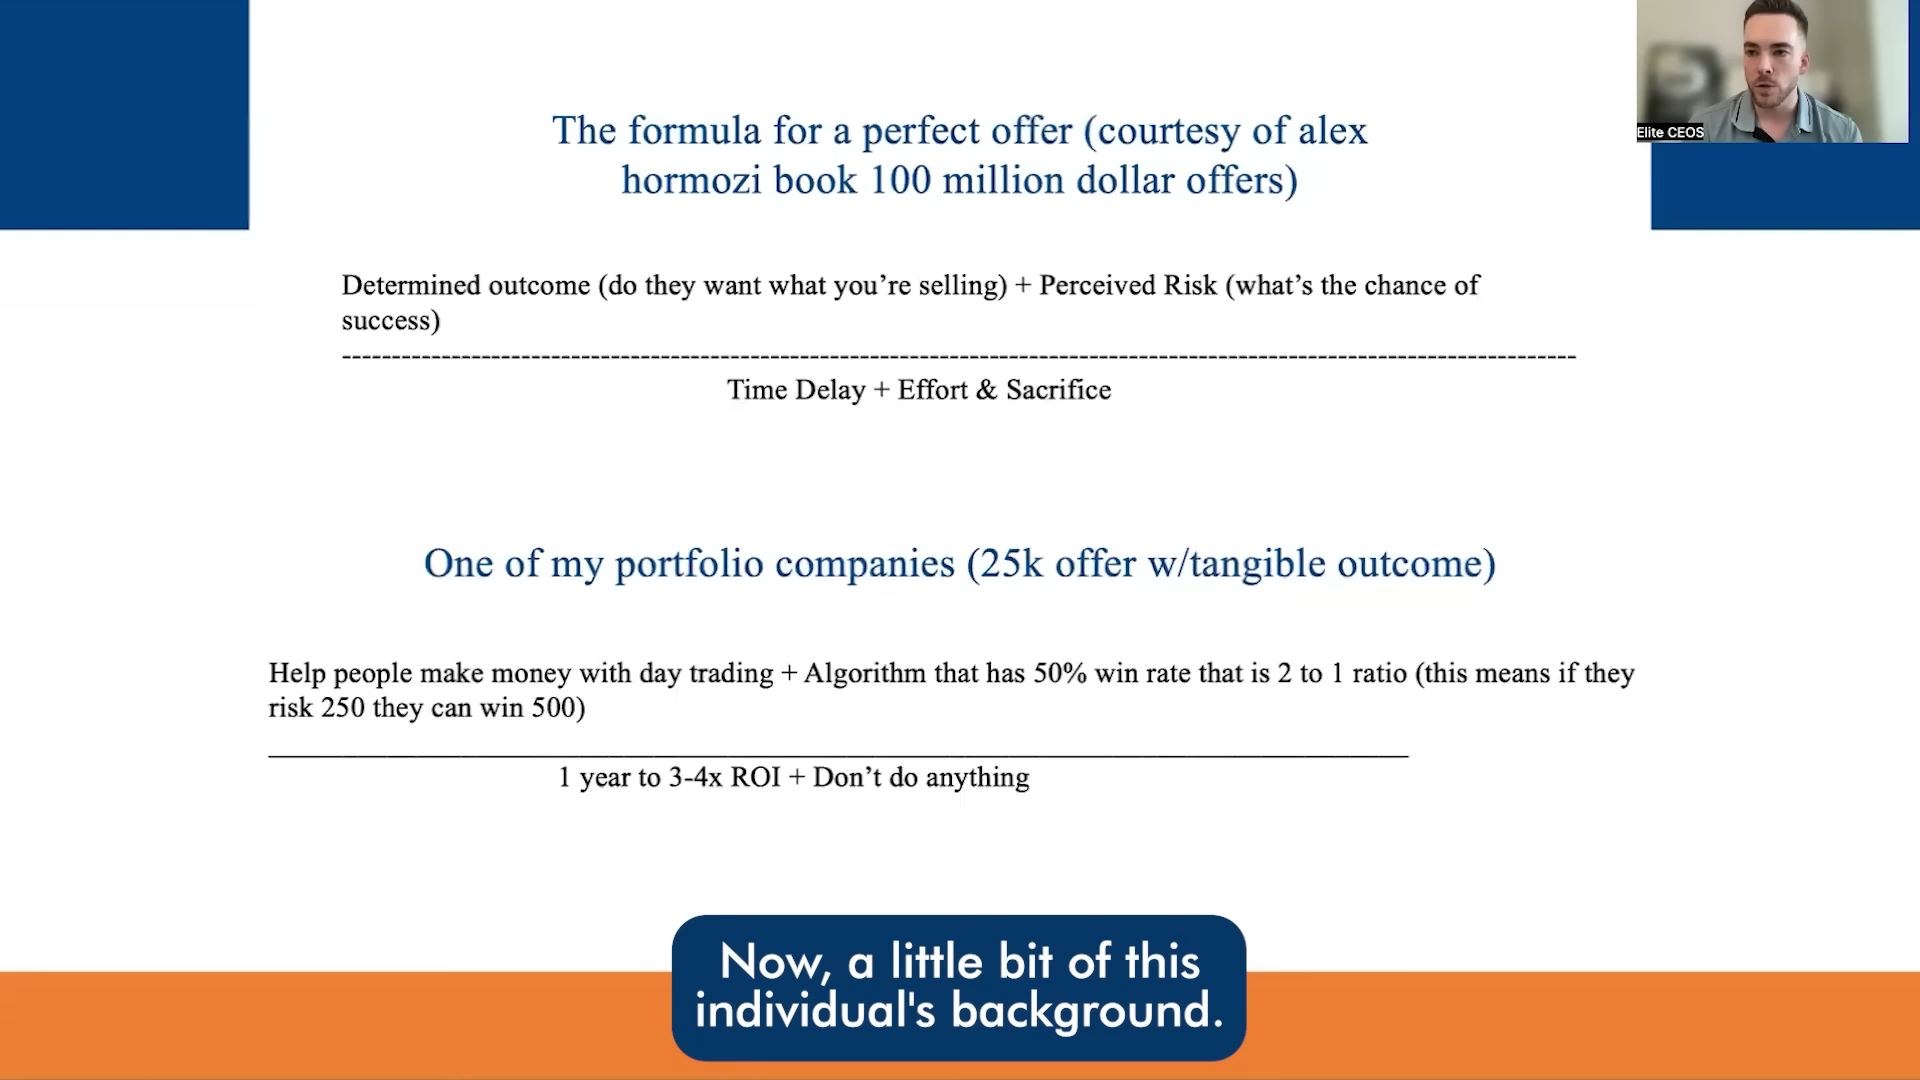 The formula for a perfect offer (courtesy of alex
hormozi book 100 million dollar offers)
Elite CEOS
Determined outcome (do they want what you’re selling) + Perceived Risk (what’s the chance of
success)
Time Delay + Effort & Sacrifice
One of my portfolio companies (25k offer w/tangible outcome)
Help people make money with day trading + Algorithm that has 50% win rate that is 2 to 1 ratio (this means if they
risk 250 they can win 500)
1 year to 3-4x ROI + Don’t do anything
Now, a little bit of this
individual's background.